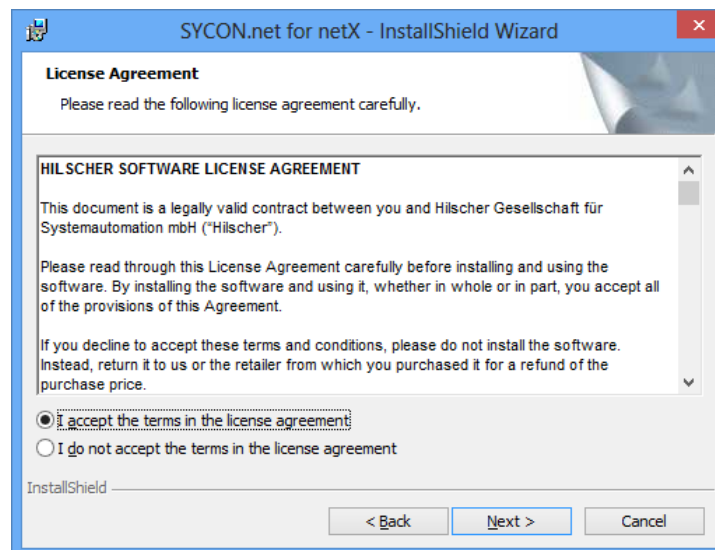 SYCON.net for netX - InstallShield Wizard
License Agreement
Please read the following license agreement carefully.
HILSCHER SOFTWARE LICENSE AGREEMENT
This document is a legally valid contract between you and Hilscher Gesellschaft für
Systemautomation mbH (“Hilscher”).
Please read through this License Agreement carefully before installing and using the
software. By installing the software and using it, whether in whole or in part, you accept all
of the provisions of this Agreement.
If you decline to accept these terms and conditions, please do not install the software.
Instead, return it to us or the retailer from which you purchased it for a refund of the
purchase price.
I accept the terms in the license agreement
I do not accept the terms in the license agreement
InstallShield
< Back Next > Cancel